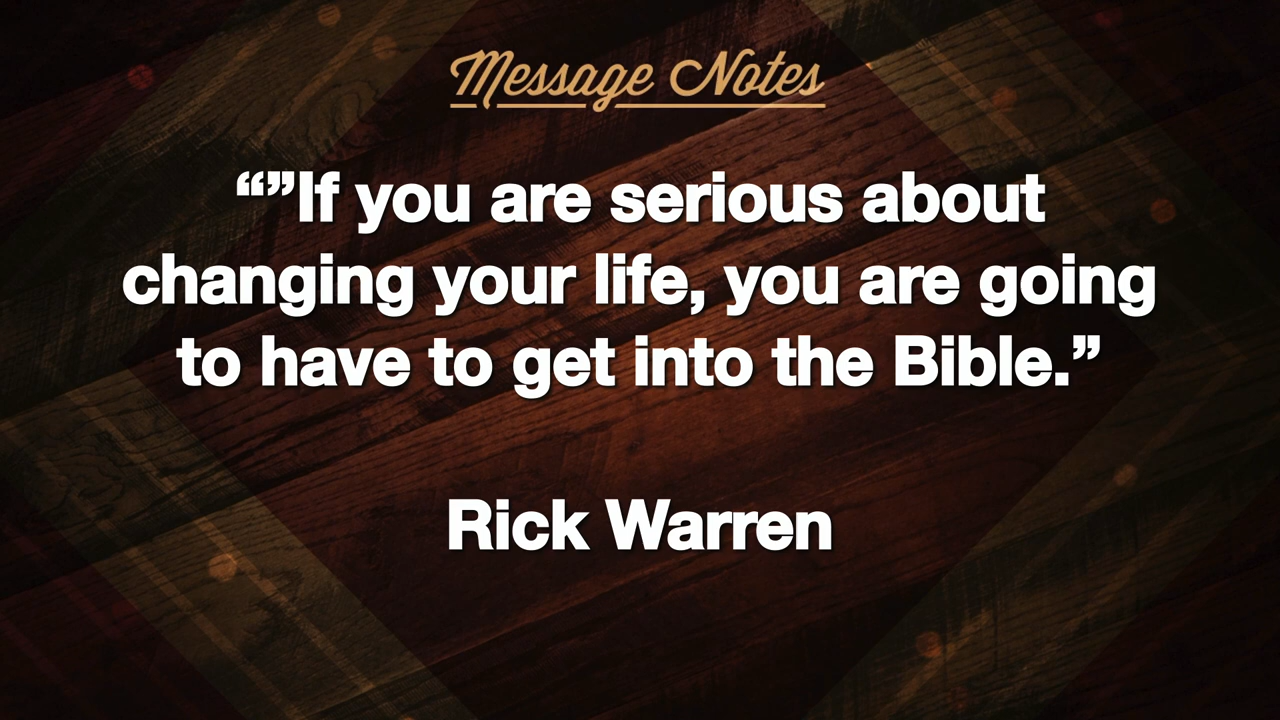 Message Notes
“”If you are serious about
changing your life, you are going
to have to get into the Bible.”
Rick Warren